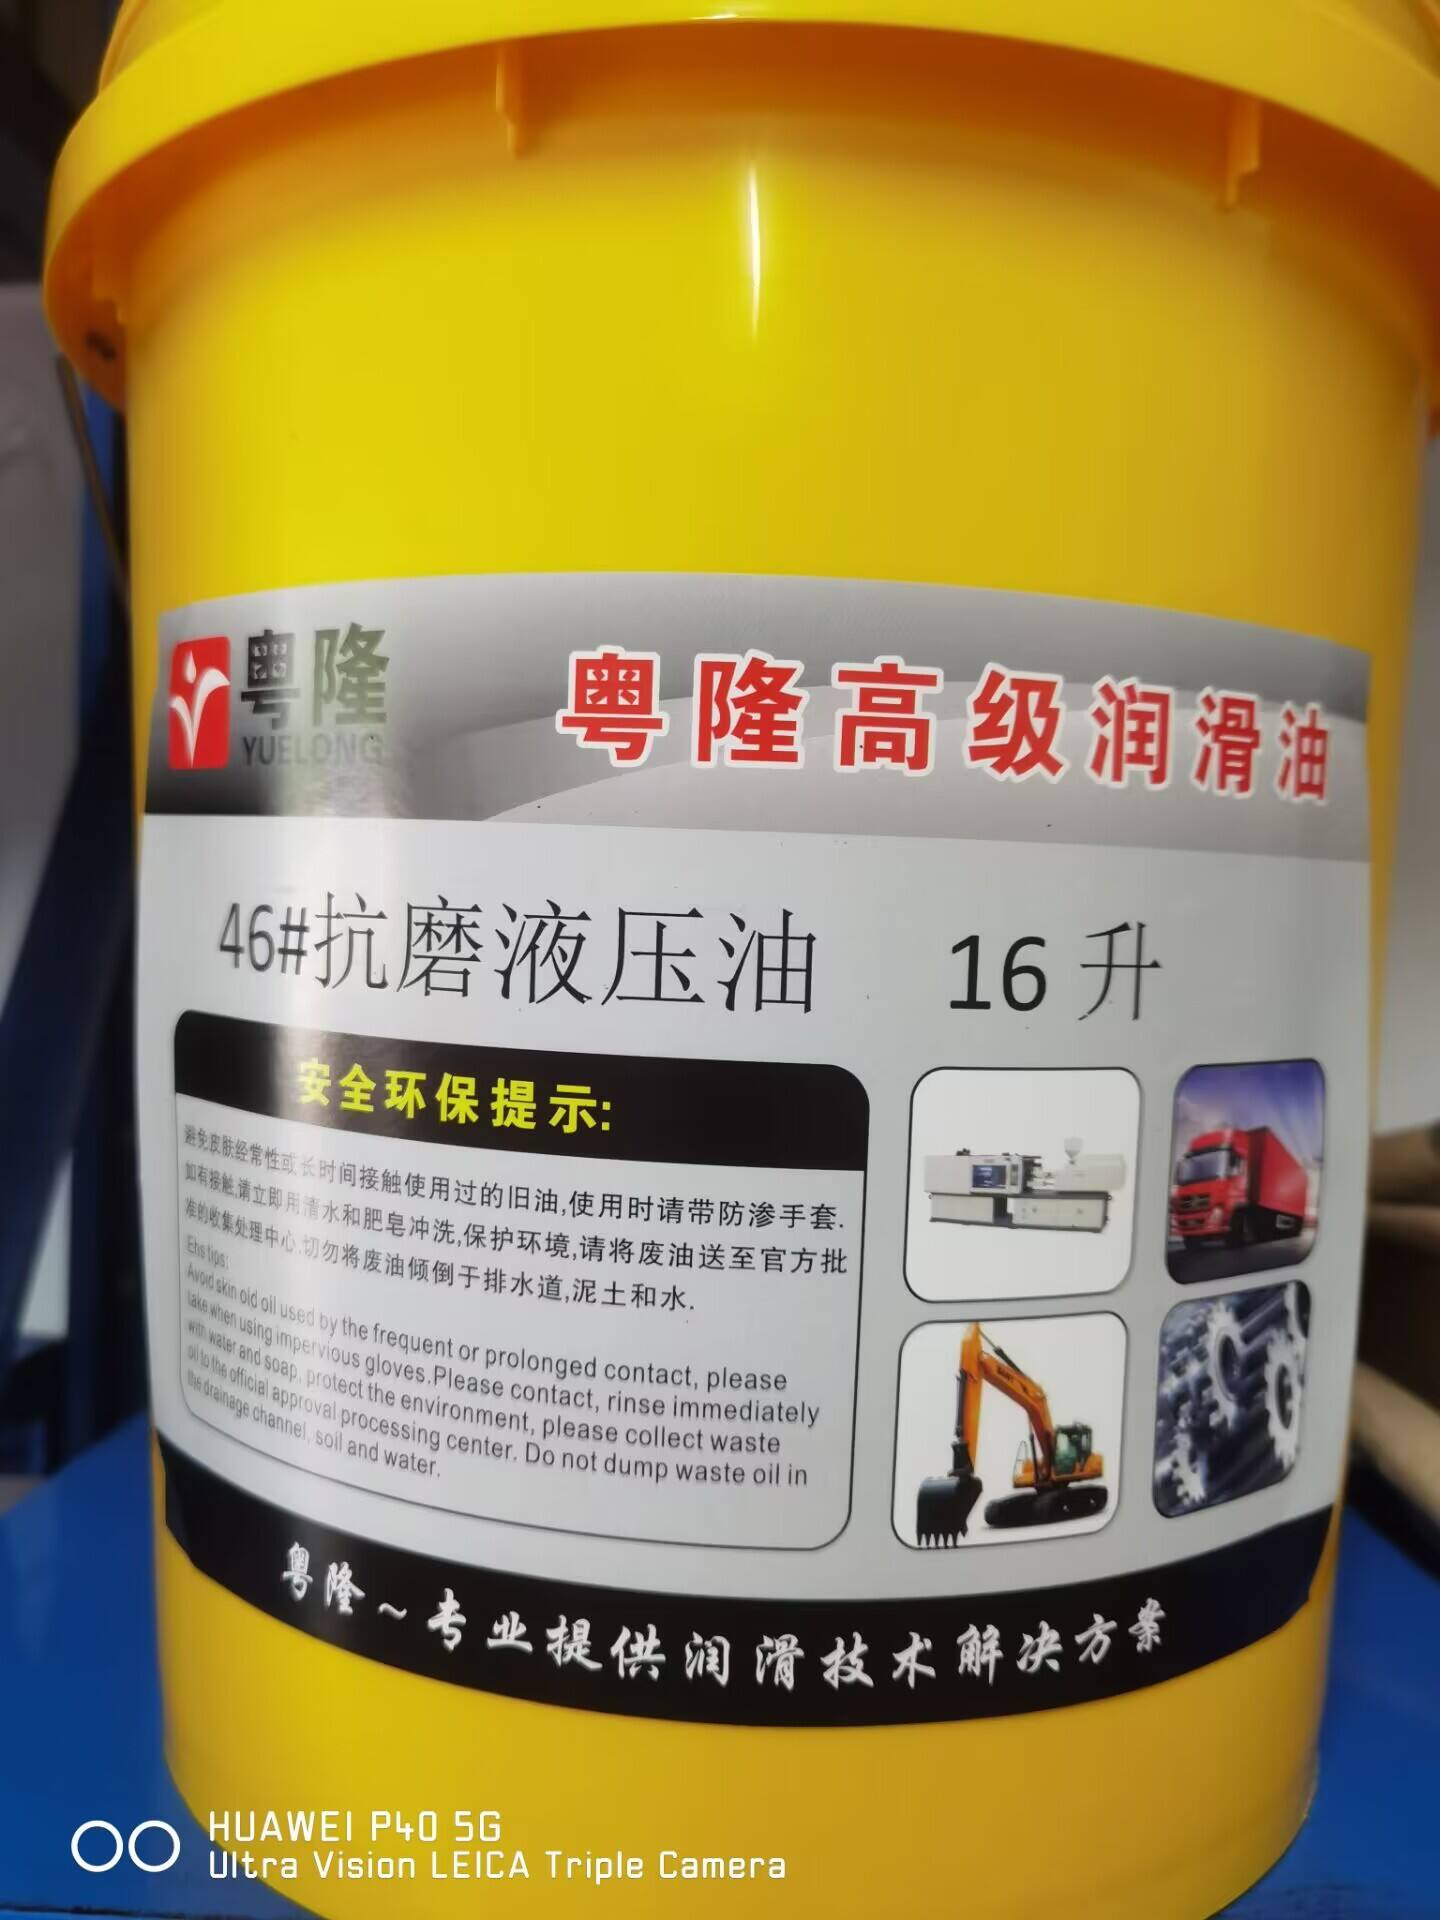 粤隆
YUELONG
粤隆高级润滑油
46#抗磨液压油 16升
安全环保提示:
避免皮肤经常性或长时间接触使用过的旧油,使用时请带防渗手套.
如有接触,请立即用清水和肥皂冲洗,保护环境,请将废油送至官方批
准的收集处理中心.切勿将废油倾倒于排水道,泥土和水.
Ehs tips:
Avoid skin old oil used by the frequent or prolonged contact, please
take when using impervious gloves.Please contact, rinse immediately
with water and soap, protect the environment, please collect waste
oil to the official approval processing center. Do not dump waste oil in
the drainage channel, soil and water.
粤隆~专业提供润滑技术解决方案
HUAWEI P40 5G
Ultra Vision LEICA Triple Camera